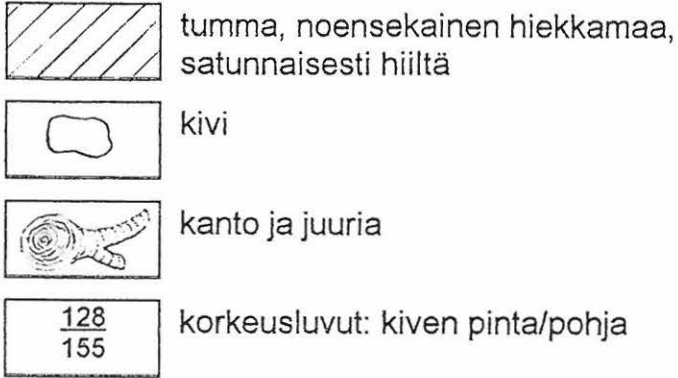 tumma, noensekainen hiekkamaa,
satunnaisesti hiiltä
kivi
kanto ja juuria
128
155
korkeusluvut: kiven pinta/pohja